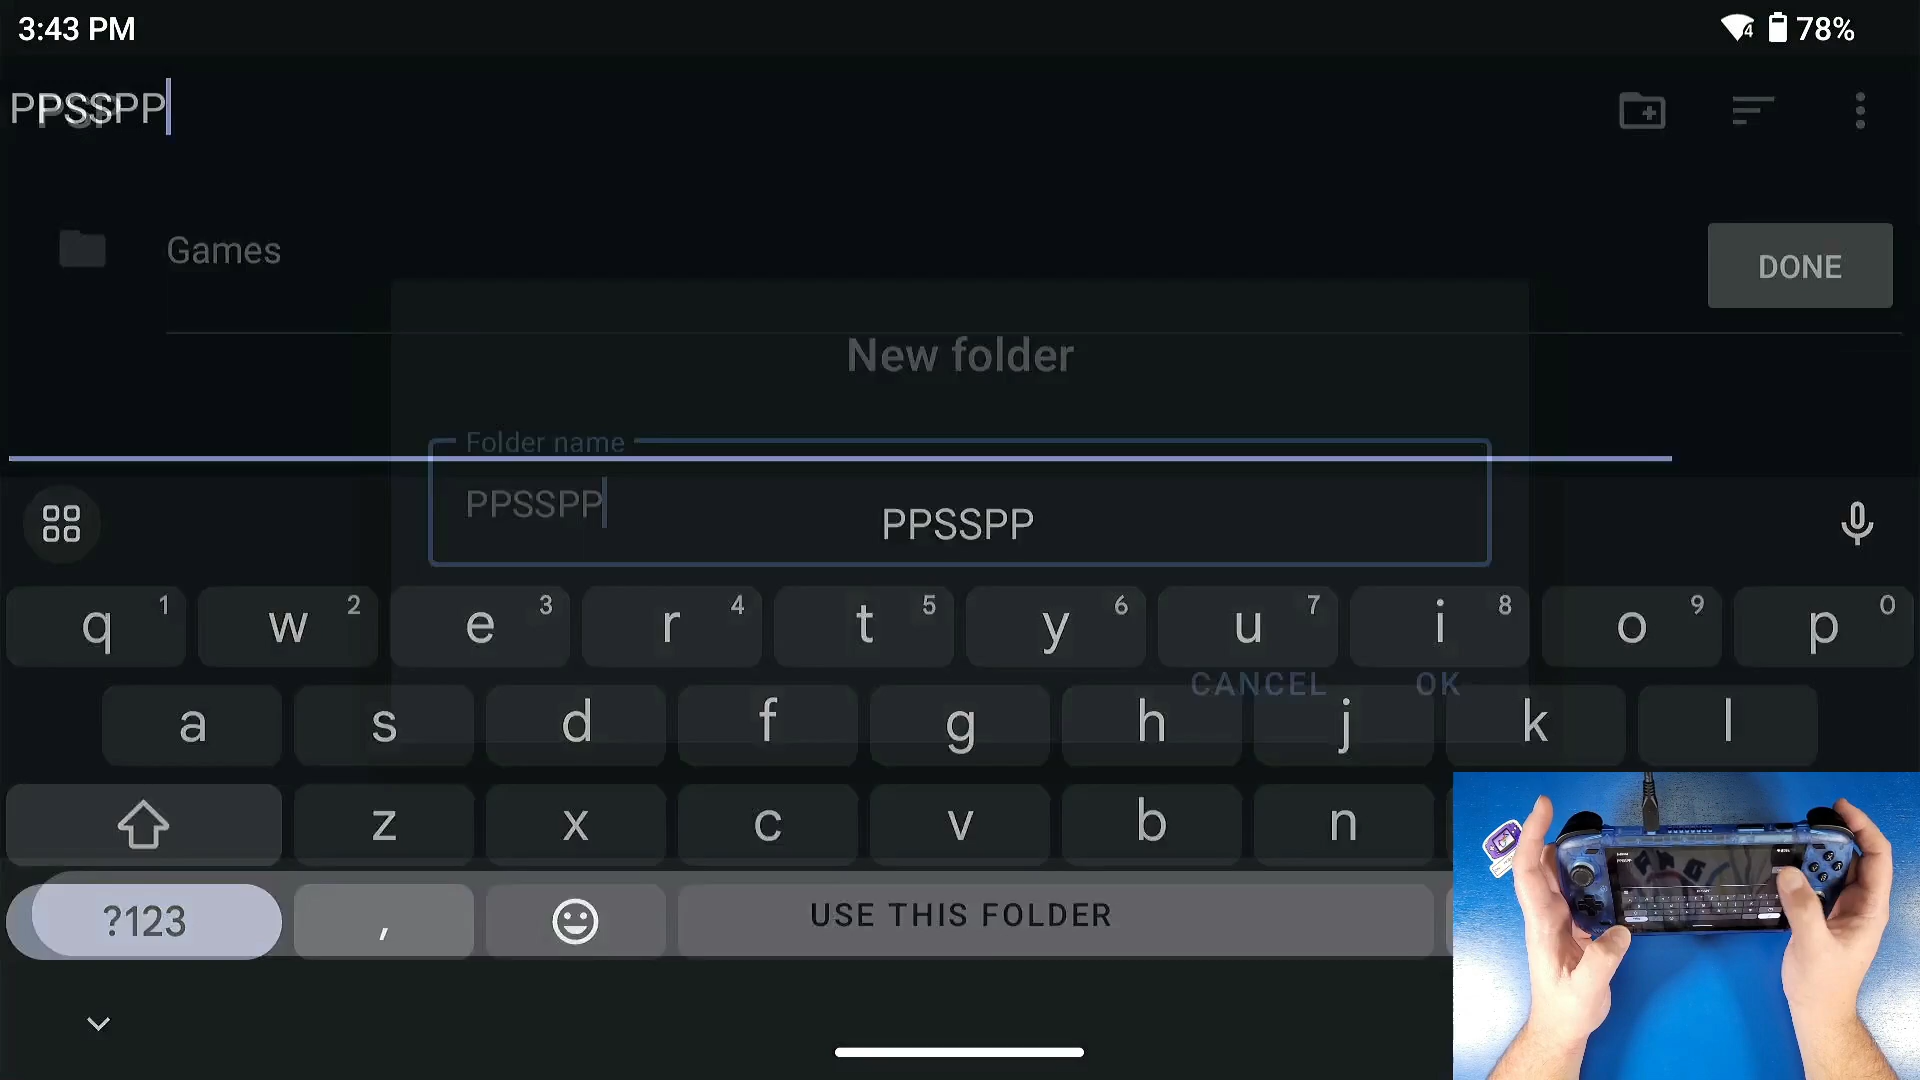 3:43 PM
4 78%
PPSSPP
Games
DONE
New folder
Folder name
PPSSPP
PPSSPP
q 1 w 2 e 3 r 4 t 5 y 6 u 7 i 8 o 9 p 0
CANCEL OK
a s d f g h j k l
z x c v b n
?123 , USE THIS FOLDER